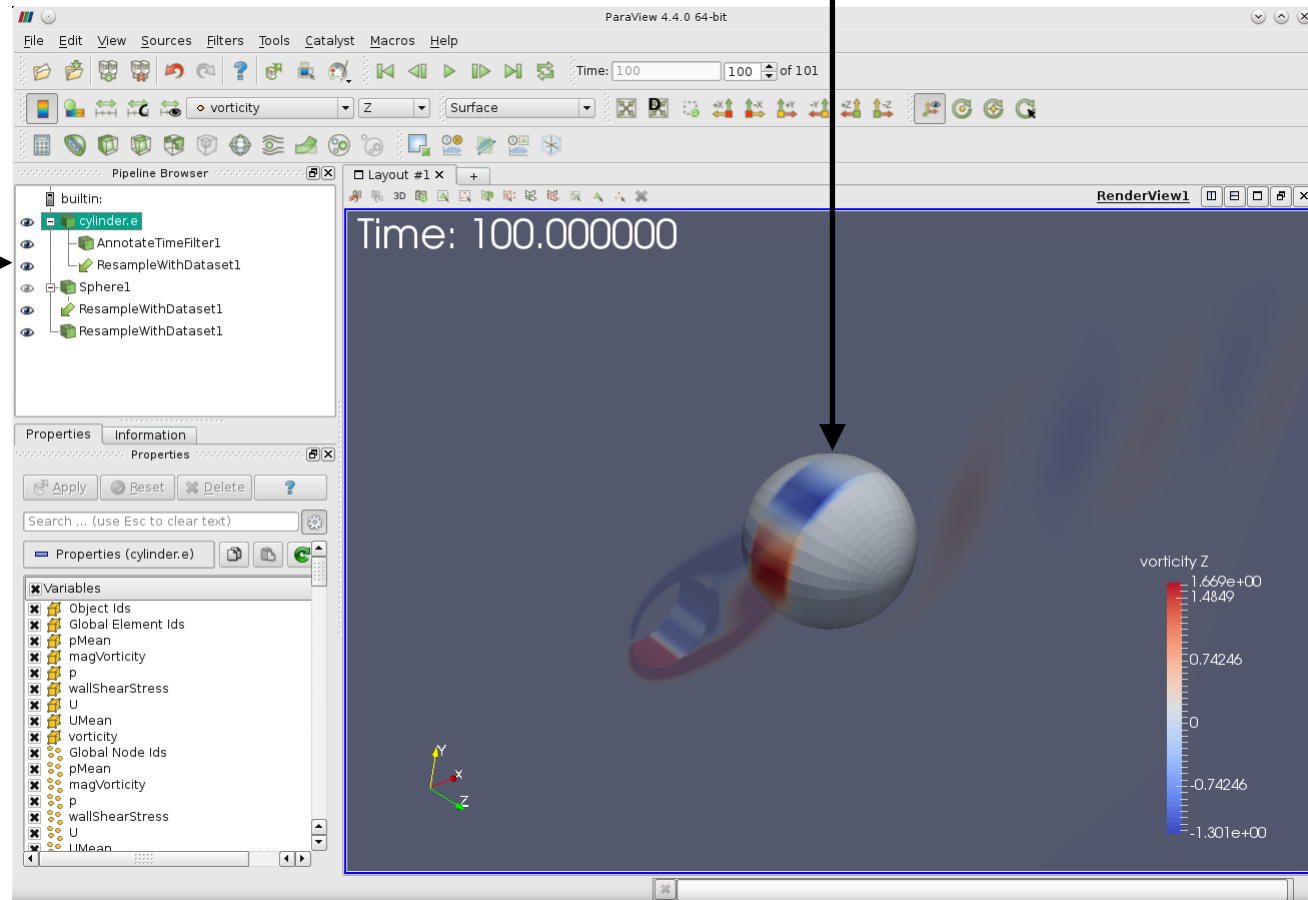 ParaView 4.4.0 64-bit
File Edit View Sources Filters Tools Catalyst Macros Help
Time: 100 100 of 101
vorticity Z Surface
Pipeline Browser
Layout #1 +
builtin:
3D
RenderView1
cylinder.e
AnnotateTimeFilter1
ResampleWithDataset1
Sphere1
ResampleWithDataset1
ResampleWithDataset1
Time: 100.000000
Properties Information
Properties
Apply Reset Delete ?
Search ... (use Esc to clear text)
Properties (cylinder.e)
Variables
Object Ids
Global Element Ids
pMean
magVorticity
p
wallShearStress
U
UMean
vorticity
Global Node Ids
pMean
magVorticity
p
wallShearStress
U
UMean
vorticity Z
1.669e+00
1.4849
0.74246
0
-0.74246
-1.301e+00
Y
X
Z